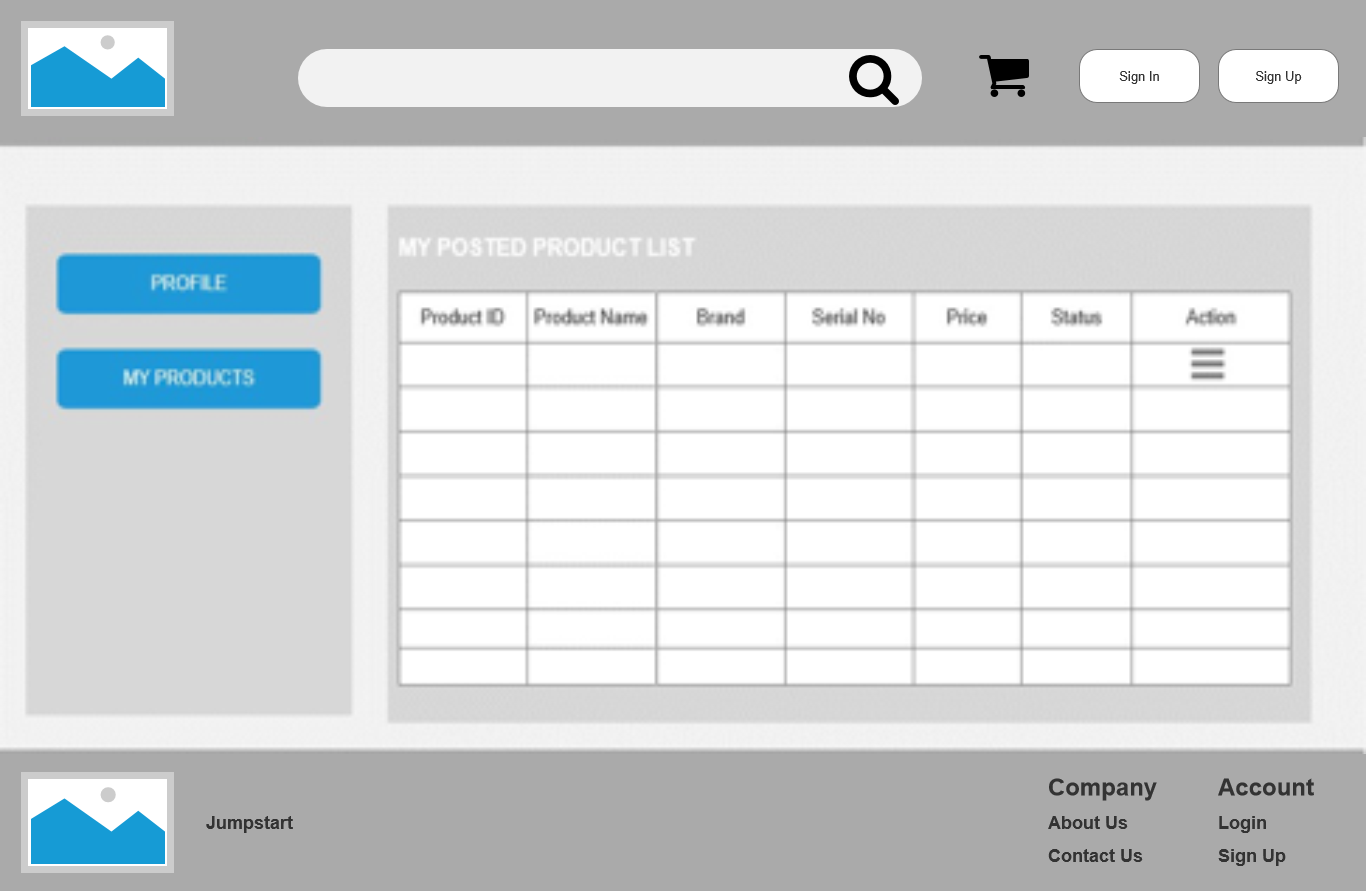 Sign In
Sign Up
PROFILE
MY PRODUCTS
MY POSTED PRODUCT LIST
Product ID Product Name Brand Serial No Price Status Action
Jumpstart
Company
About Us
Contact Us
Account
Login
Sign Up